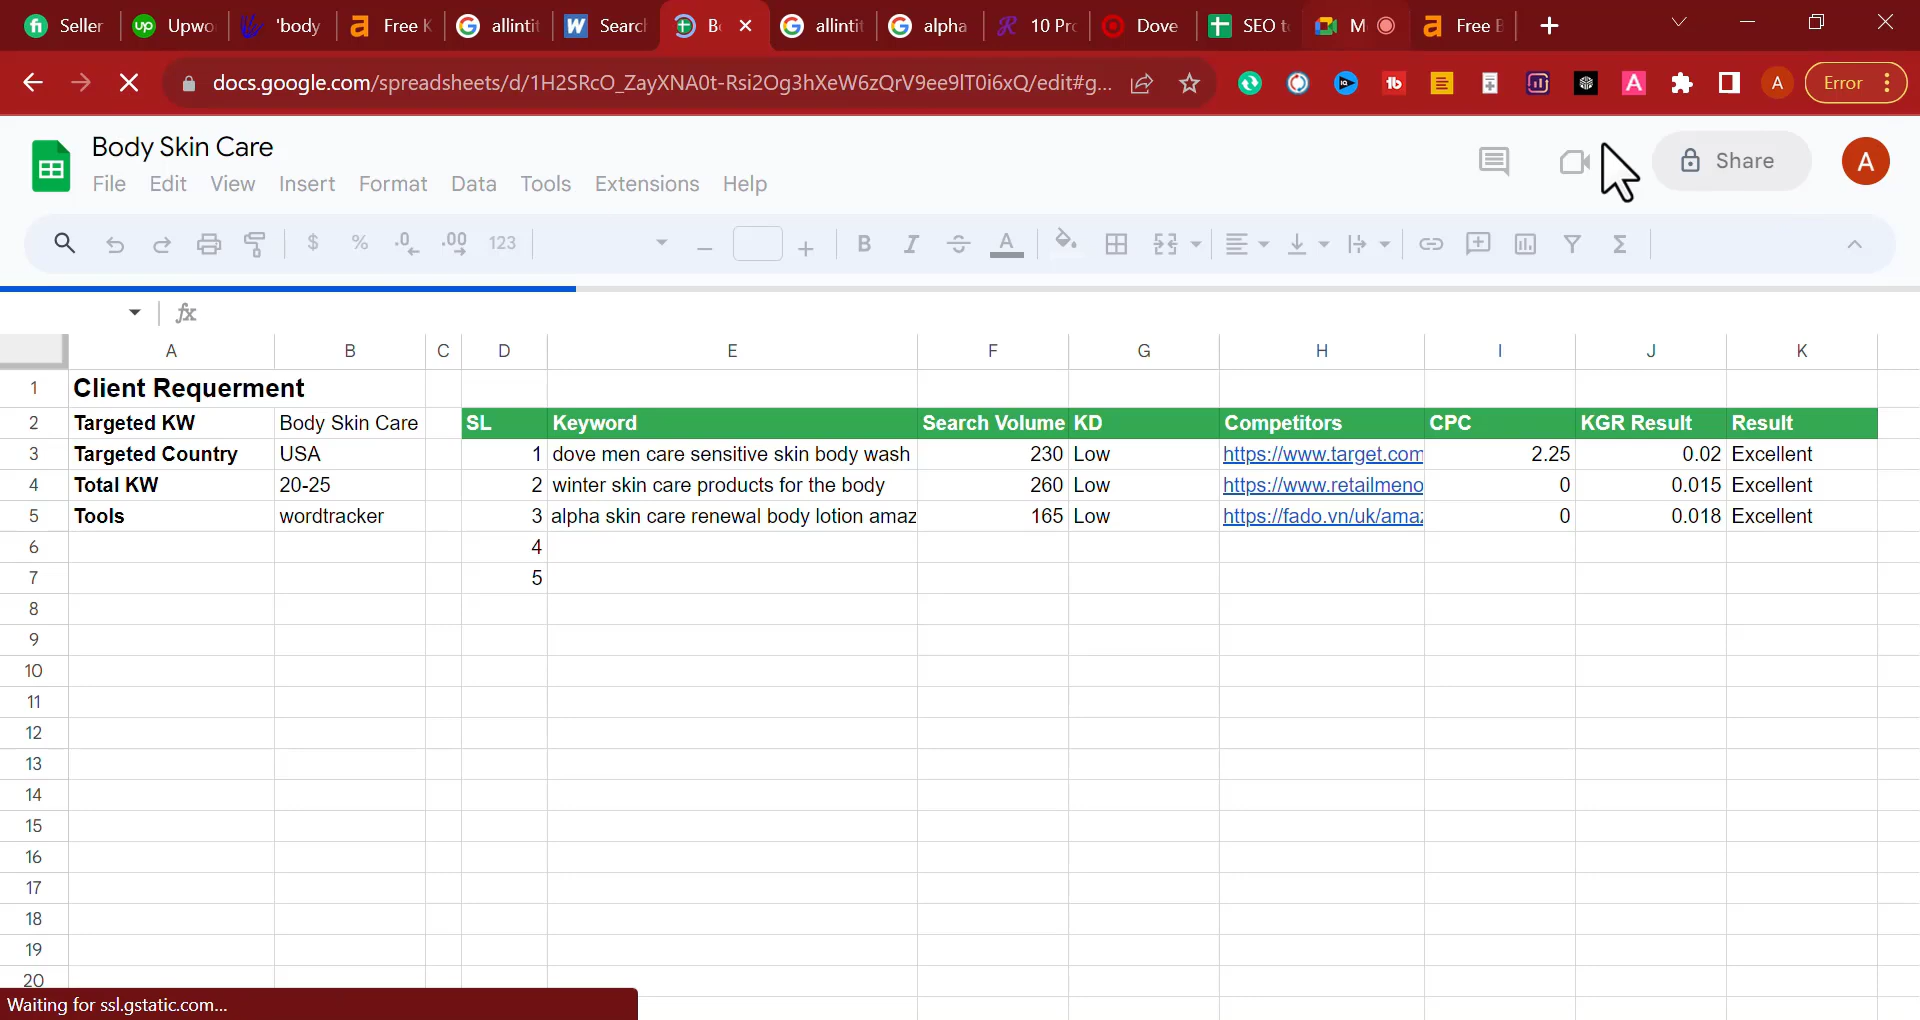 Seller Upwo 'body Free K allintit W Search B allintit alpha R 10 Pro Dove SEO to M Free B
docs.google.com/spreadsheets/d/1H2SRcO_ZayXNA0t-Rsi2Og3hXeW6zQrV9ee9lT0i6xQ/edit#g... A Error
Body Skin Care
File Edit View Insert Format Data Tools Extensions Help
Share A
$ % .0 .00 123 B I A
fx
A B C D E F G H I J K
1 Client Requerment
2 Targeted KW Body Skin Care SL Keyword Search Volume KD Competitors CPC KGR Result Result
3 Targeted Country USA 1 dove men care sensitive skin body wash 230 Low https://www.target.com 2.25 0.02 Excellent
4 Total KW 20-25 2 winter skin care products for the body 260 Low https://www.retailmeno 0 0.015 Excellent
5 Tools wordtracker 3 alpha skin care renewal body lotion amaz 165 Low https://fado.vn/uk/amaz 0 0.018 Excellent
6 4
7 5
8
9
10
11
12
13
14
15
16
17
18
19
20
Waiting for ssl.gstatic.com...